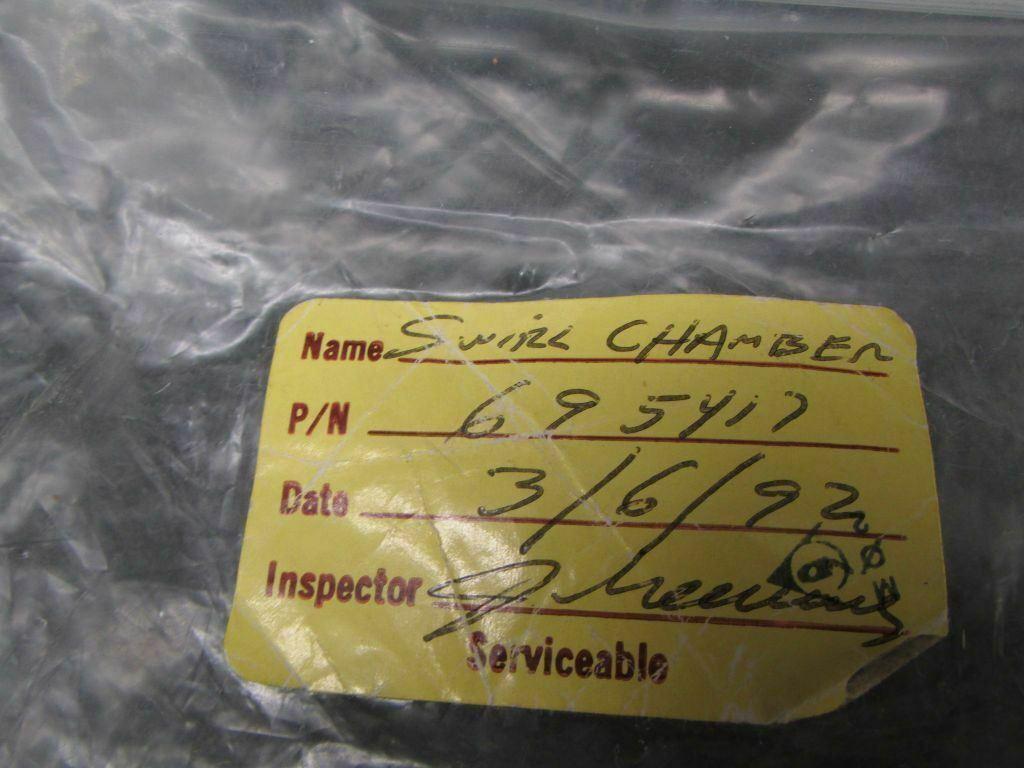 Name Swirl CHAMBER
P/N 695417
Date 3/6/92
Inspector
Serviceable